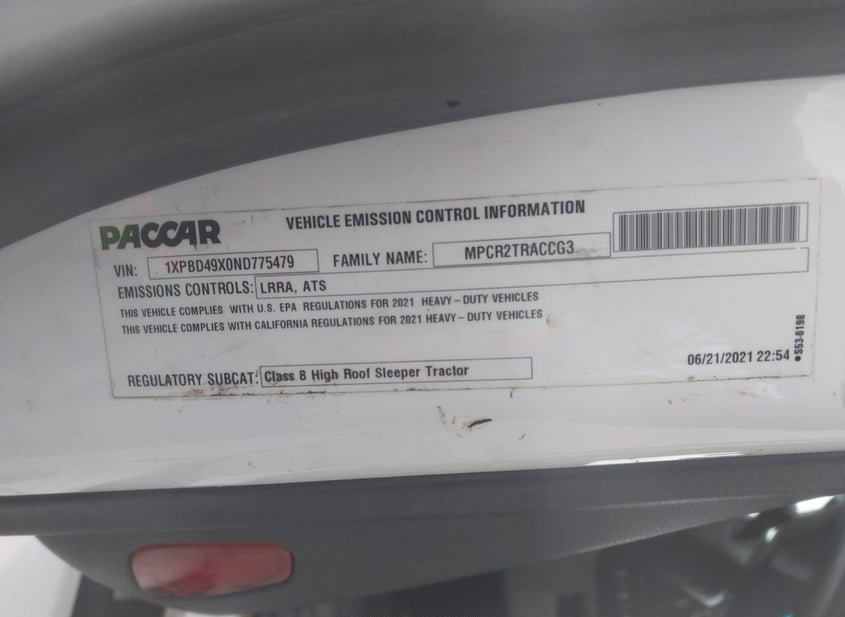 PACCAR VEHICLE EMISSION CONTROL INFORMATION
VIN: 1XPBD49X0ND775479 FAMILY NAME: MPCR2TRACCG3
EMISSIONS CONTROLS: LRRA, ATS
THIS VEHICLE COMPLIES WITH U.S. EPA REGULATIONS FOR 2021 HEAVY-DUTY VEHICLES
THIS VEHICLE COMPLIES WITH CALIFORNIA REGULATIONS FOR 2021 HEAVY-DUTY VEHICLES
REGULATORY SUBCAT: Class 8 High Roof Sleeper Tractor
06/21/2021 22:54
●S53-6198